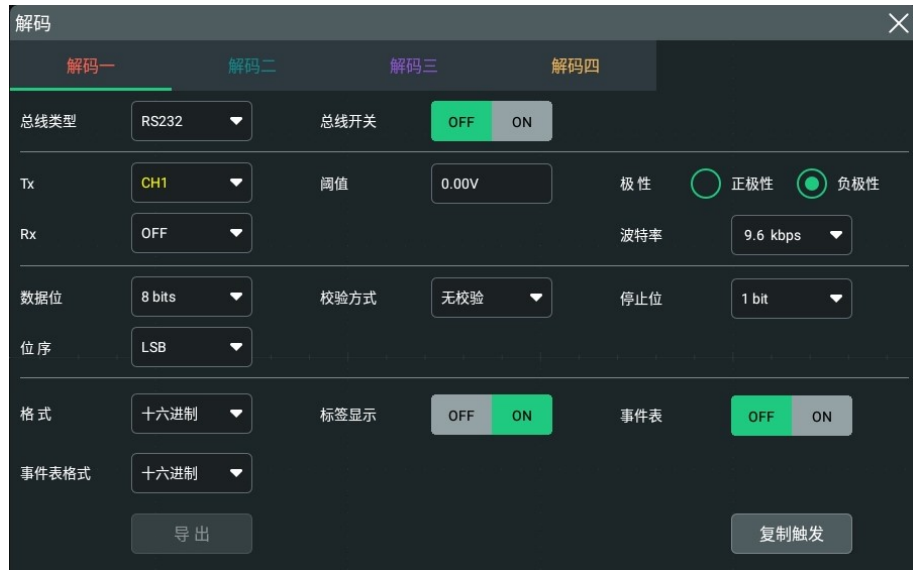 解码
解码一 解码二 解码三 解码四
总线类型 RS232 总线开关 OFF ON
Tx CH1 阈值 0.00V 极性 正极性 负极性
Rx OFF 波特率 9.6 kbps
数据位 8 bits 校验方式 无校验 停止位 1 bit
位序 LSB
格式 十六进制 标签显示 OFF ON 事件表 OFF ON
事件表格式 十六进制
导出 复制触发